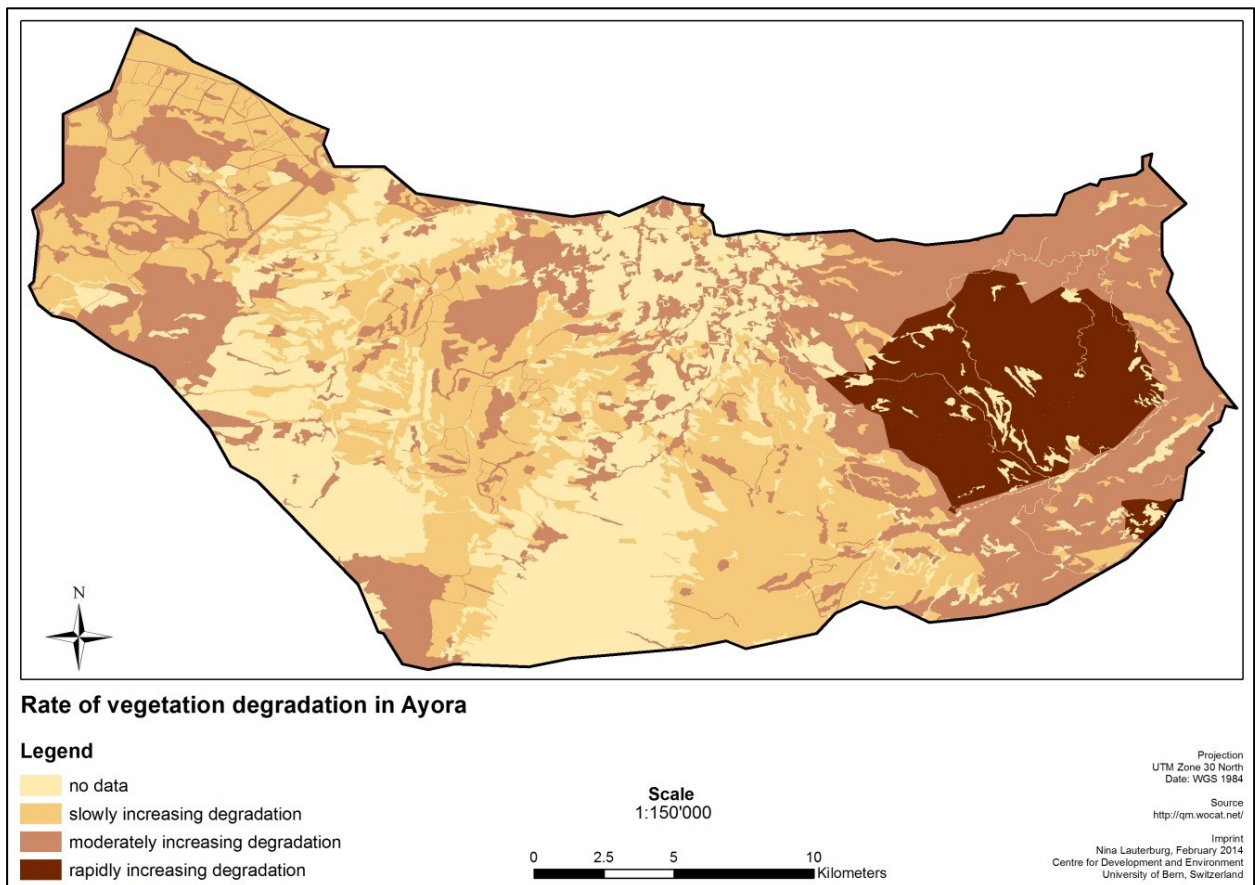 N
Rate of vegetation degradation in Ayora
Legend
no data
slowly increasing degradation
moderately increasing degradation
rapidly increasing degradation
Scale
1:150'000
0 2.5 5 10
Kilometers
Projection
UTM Zone 30 North
Date: WGS 1984
Source
http://qm.wocat.net/
Imprint
Nina Lauterburg, February 2014
Centre for Development and Environment
University of Bern, Switzerland